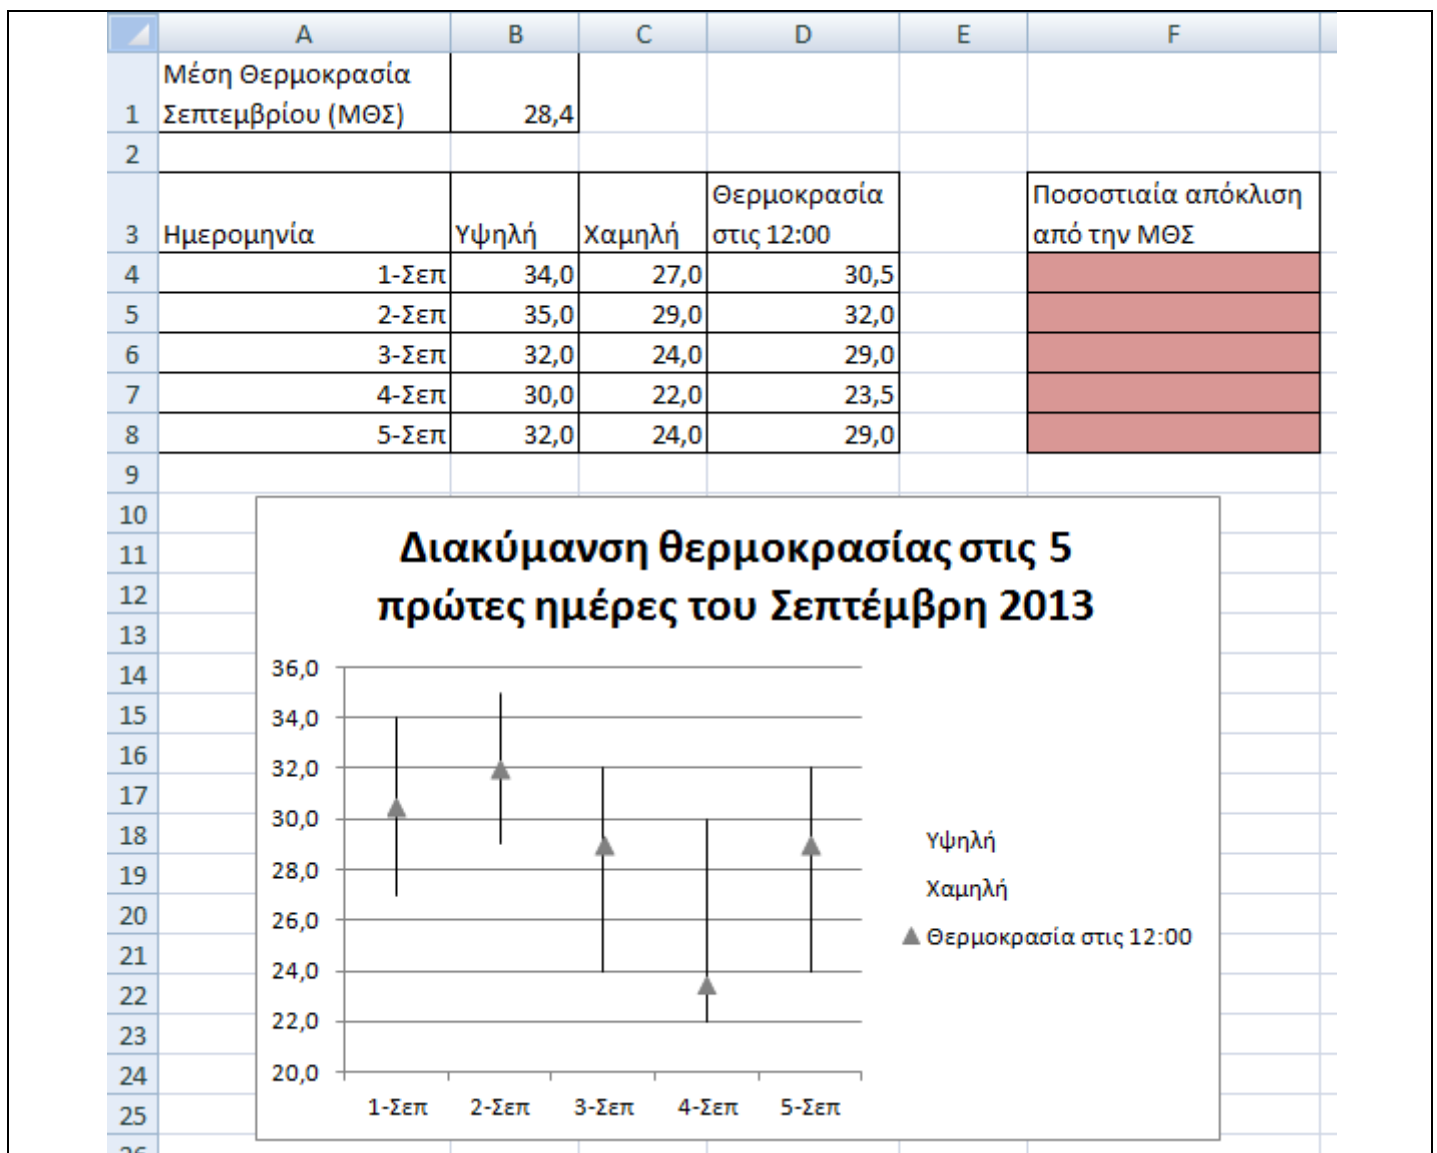 A B C D E F
Μέση Θερμοκρασία
1 Σεπτεμβρίου (ΜΘΣ) 28,4
2
Θερμοκρασία Ποσοστιαία απόκλιση
3 Ημερομηνία Υψηλή Χαμηλή στις 12:00 από την ΜΘΣ
4 1-Σεπ 34,0 27,0 30,5
5 2-Σεπ 35,0 29,0 32,0
6 3-Σεπ 32,0 24,0 29,0
7 4-Σεπ 30,0 22,0 23,5
8 5-Σεπ 32,0 24,0 29,0
9
10
11
12
13
14
15
16
17
18
19
20
21
22
23
24
25
Διακύμανση θερμοκρασίας στις 5
πρώτες ημέρες του Σεπτέμβρη 2013
36,0
34,0
32,0
30,0
28,0
26,0
24,0
22,0
20,0
1-Σεπ 2-Σεπ 3-Σεπ 4-Σεπ 5-Σεπ
Υψηλή
Χαμηλή
Θερμοκρασία στις 12:00